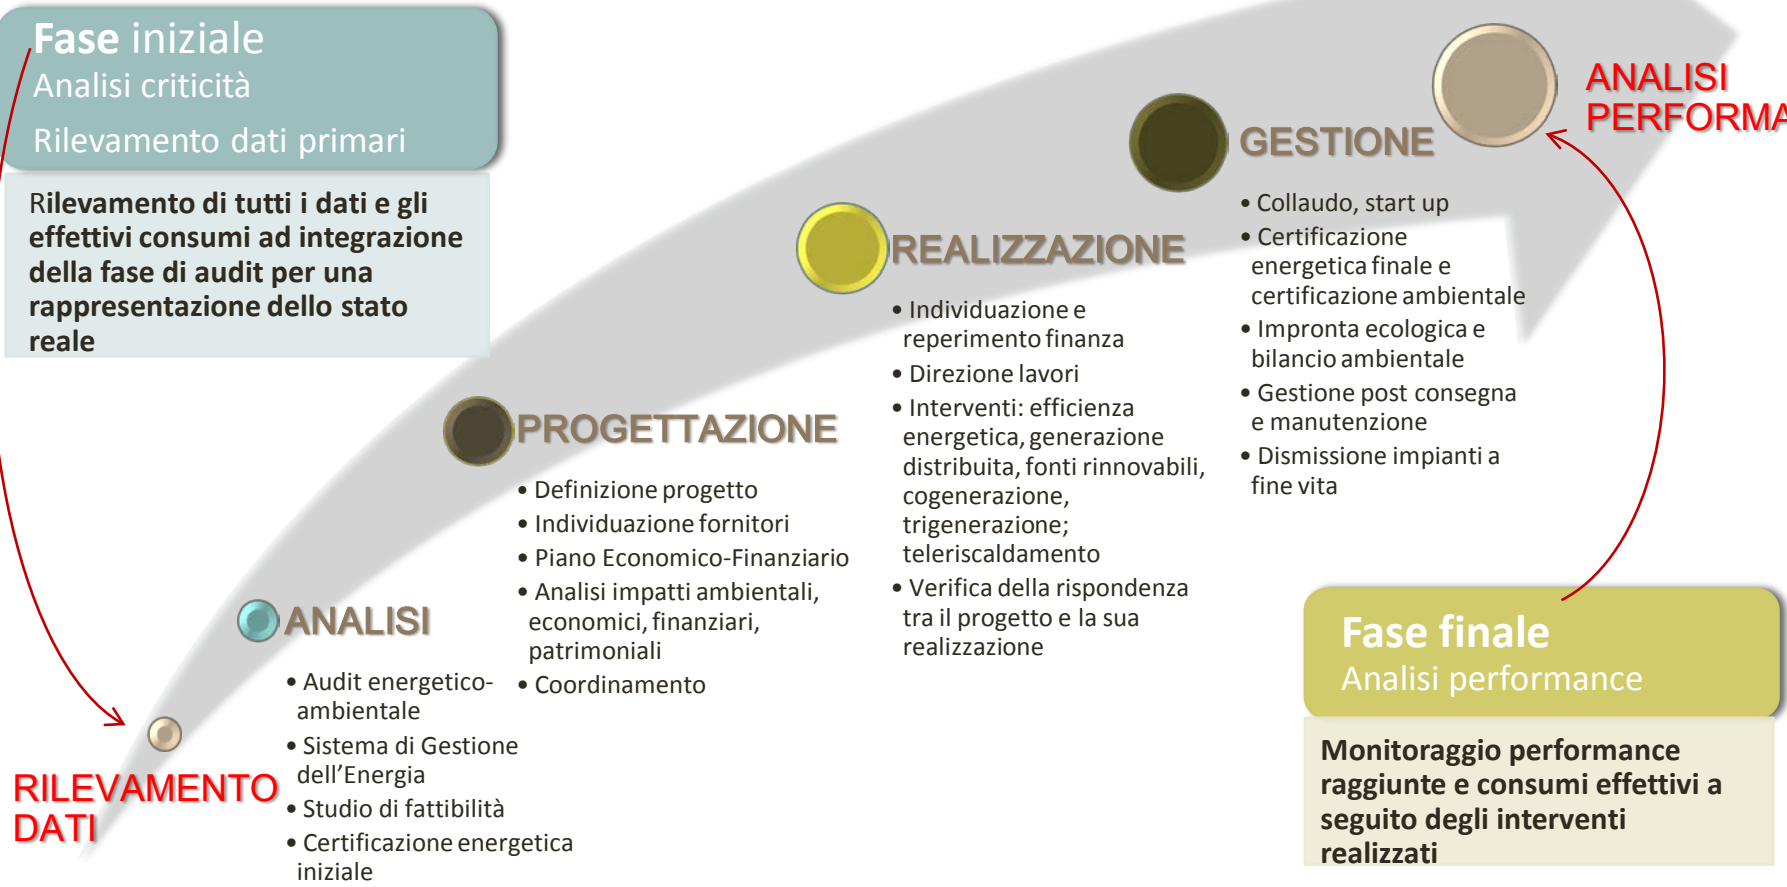 Fase iniziale
Analisi criticità
Rilevamento dati primari
Rilevamento di tutti i dati e gli
effettivi consumi ad integrazione
della fase di audit per una
rappresentazione dello stato
reale
RILEVAMENTO
DATI
ANALISI
• Audit energetico-
ambientale
• Sistema di Gestione
dell’Energia
• Studio di fattibilità
• Certificazione energetica
iniziale
PROGETTAZIONE
• Definizione progetto
• Individuazione fornitori
• Piano Economico-Finanziario
• Analisi impatti ambientali,
economici, finanziari,
patrimoniali
• Coordinamento
REALIZZAZIONE
• Individuazione e
reperimento finanza
• Direzione lavori
• Interventi: efficienza
energetica, generazione
distribuita, fonti rinnovabili,
cogenerazione,
trigenerazione;
teleriscaldamento
• Verifica della rispondenza
tra il progetto e la sua
realizzazione
GESTIONE
• Collaudo, start up
• Certificazione
energetica finale e
certificazione ambientale
• Impronta ecologica e
bilancio ambientale
• Gestione post consegna
e manutenzione
• Dismissione impianti a
fine vita
ANALISI
PERFORMA
Fase finale
Analisi performance
Monitoraggio performance
raggiunte e consumi effettivi a
seguito degli interventi
realizzati